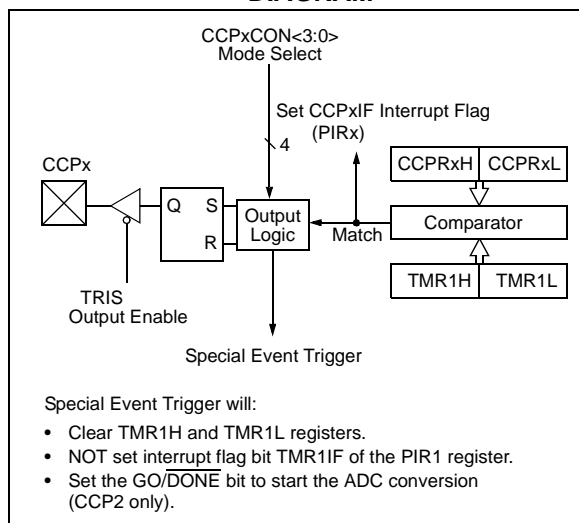 CCPxCON<3:0>
Mode Select
Set CCPxIF Interrupt Flag
(PIRx)
4
CCPx
CCPRxH CCPRxL
Q S
Output
Logic
R
Match
Comparator
TMR1H TMR1L
TRIS
Output Enable
Special Event Trigger
Special Event Trigger will:
• Clear TMR1H and TMR1L registers.
• NOT set interrupt flag bit TMR1IF of the PIR1 register.
• Set the GO/DONE bit to start the ADC conversion
(CCP2 only).